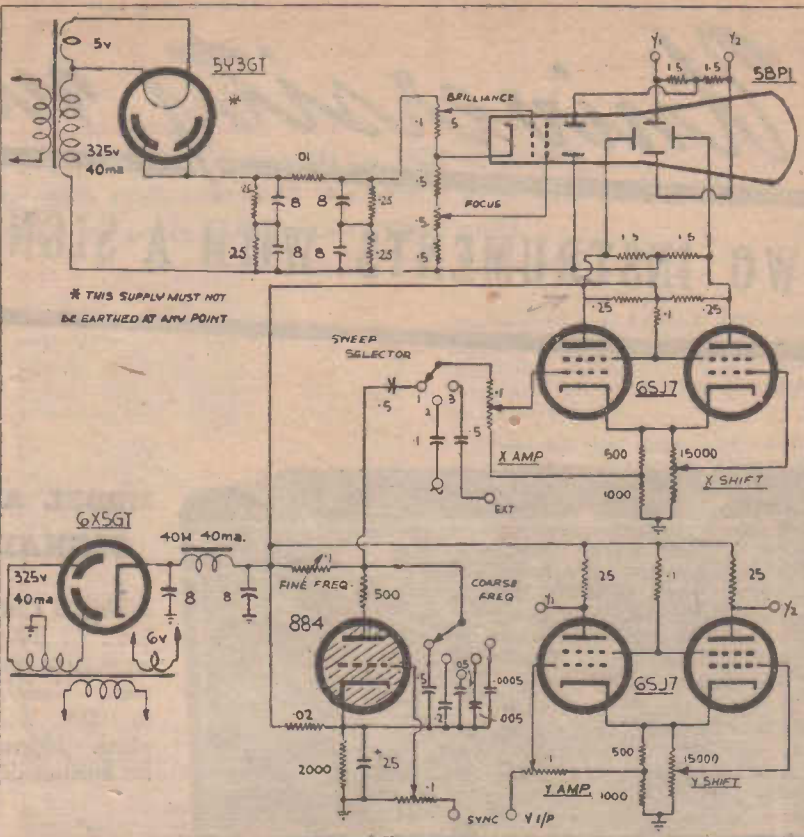 5v
5Y3GT
*
325v
40ma
.01
.25
8
8
.25
.25
8
8
.25
* THIS SUPPLY MUST NOT
BE EARTHED AT ANY POINT
BRILLIANCE
.1
.5
.5
.5
.5
FOCUS
Y1
Y2
1.5
1.5
5BP1
1.5
1.5
.25
.1
.25
SWEEP
SELECTOR
.5
1
2
3
.1
.5
.1
X AMP
EXT
6SJ7
500
15000
1000
X SHIFT
6X5GT
325v
40ma
6v
40H 40ma.
8
8
.1
FINE FREQ.
500
COARSE
FREQ
884
.5
.2
.05
.005
.0005
.02
2000
+
25
.1
SYNC
Y I/P
.25
.1
.25
Y1
Y2
6SJ7
.1
Y AMP
500
1000
15000
Y SHIFT